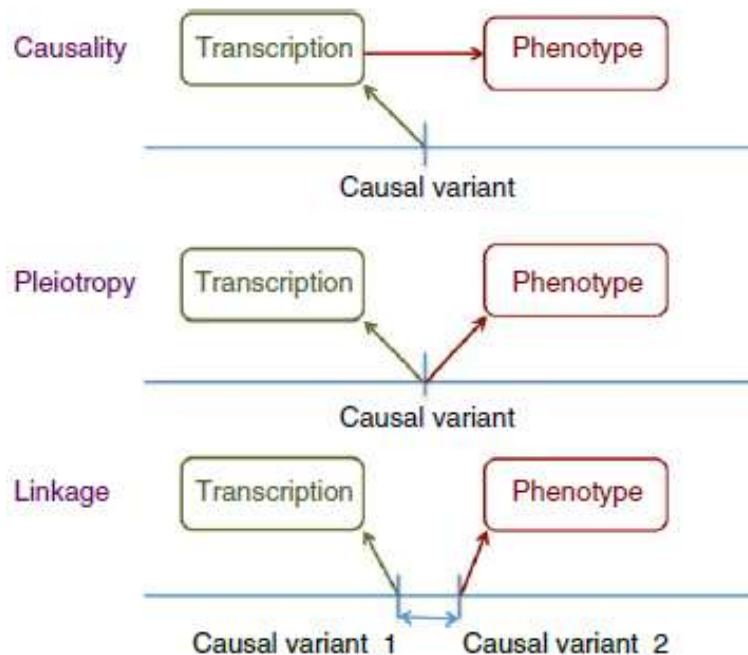 Causality
Transcription
Phenotype
Causal variant
Pleiotropy
Transcription
Phenotype
Causal variant
Linkage
Transcription
Phenotype
Causal variant 1
Causal variant 2